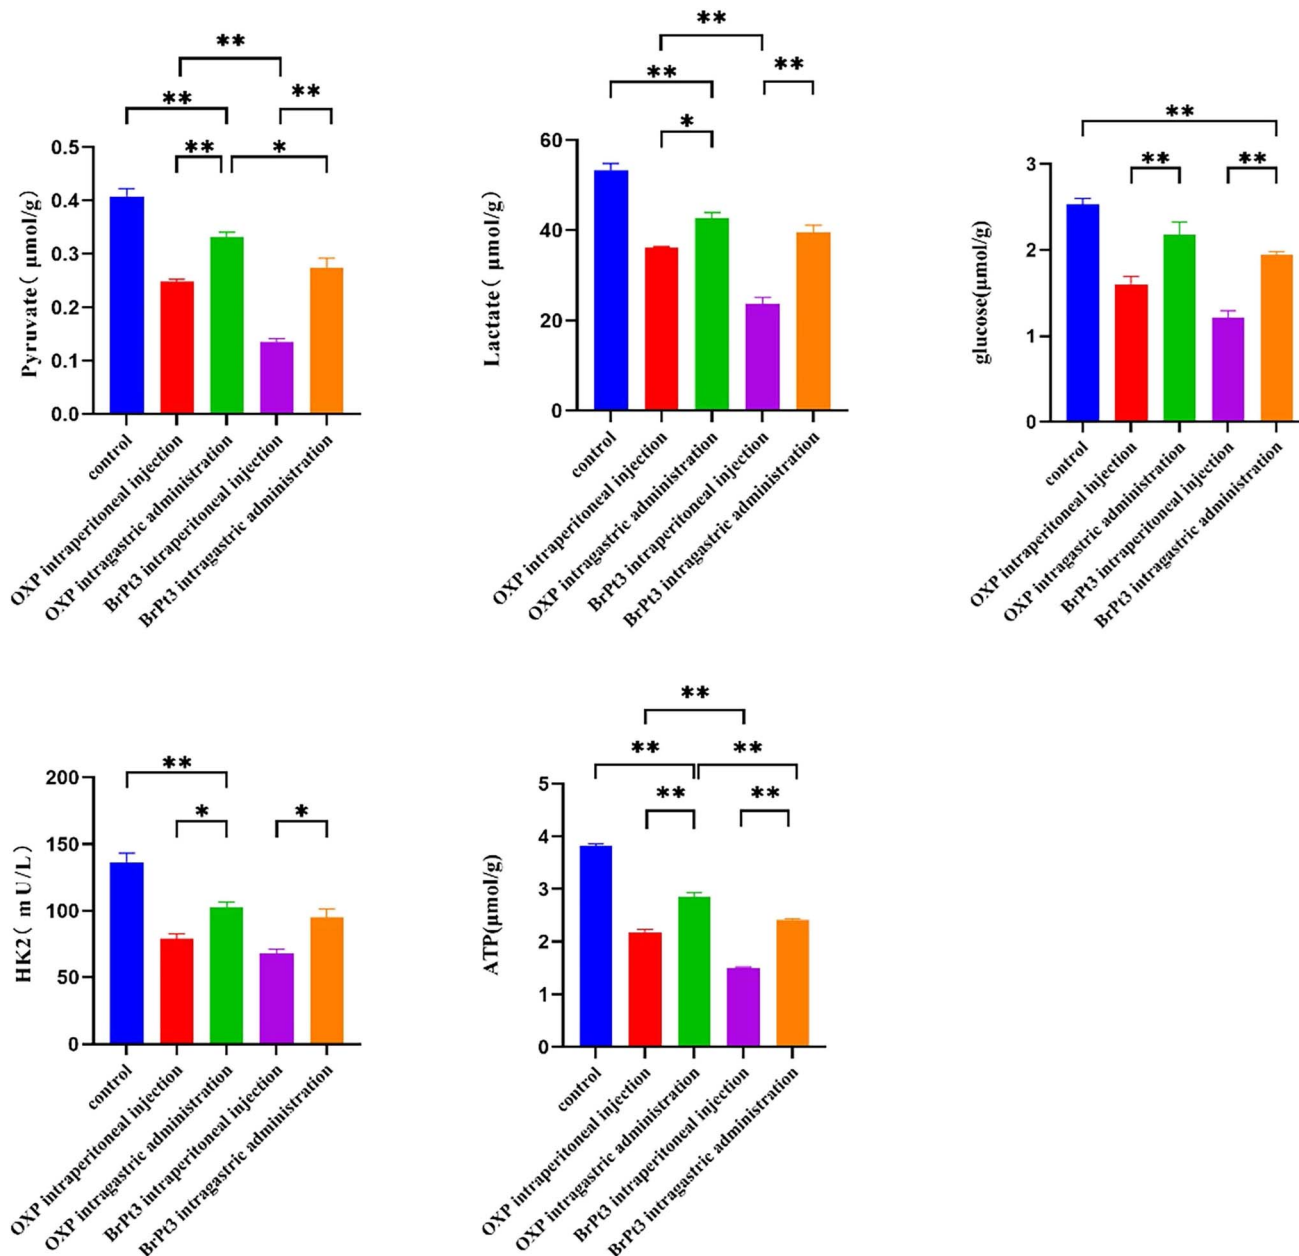 **
**
**
**
**
*
Pyruvate( μmol/g)
0.5
0.4
0.3
0.2
0.1
0.0
control
OXP intraperitoneal injection
OXP intragastric administration
BrPt3 intraperitoneal injection
BrPt3 intragastric administration
**
**
**
*
Lactate( μmol/g)
60
40
20
0
control
OXP intraperitoneal injection
OXP intragastric administration
BrPt3 intraperitoneal injection
BrPt3 intragastric administration
**
**
**
glucose(μmol/g)
3
2
1
0
control
OXP intraperitoneal injection
OXP intragastric administration
BrPt3 intraperitoneal injection
BrPt3 intragastric administration
**
*
*
HK2( mU/L)
200
150
100
50
0
control
OXP intraperitoneal injection
OXP intragastric administration
BrPt3 intraperitoneal injection
BrPt3 intragastric administration
**
**
**
**
**
ATP(μmol/g)
5
4
3
2
1
0
control
OXP intraperitoneal injection
OXP intragastric administration
BrPt3 intraperitoneal injection
BrPt3 intragastric administration